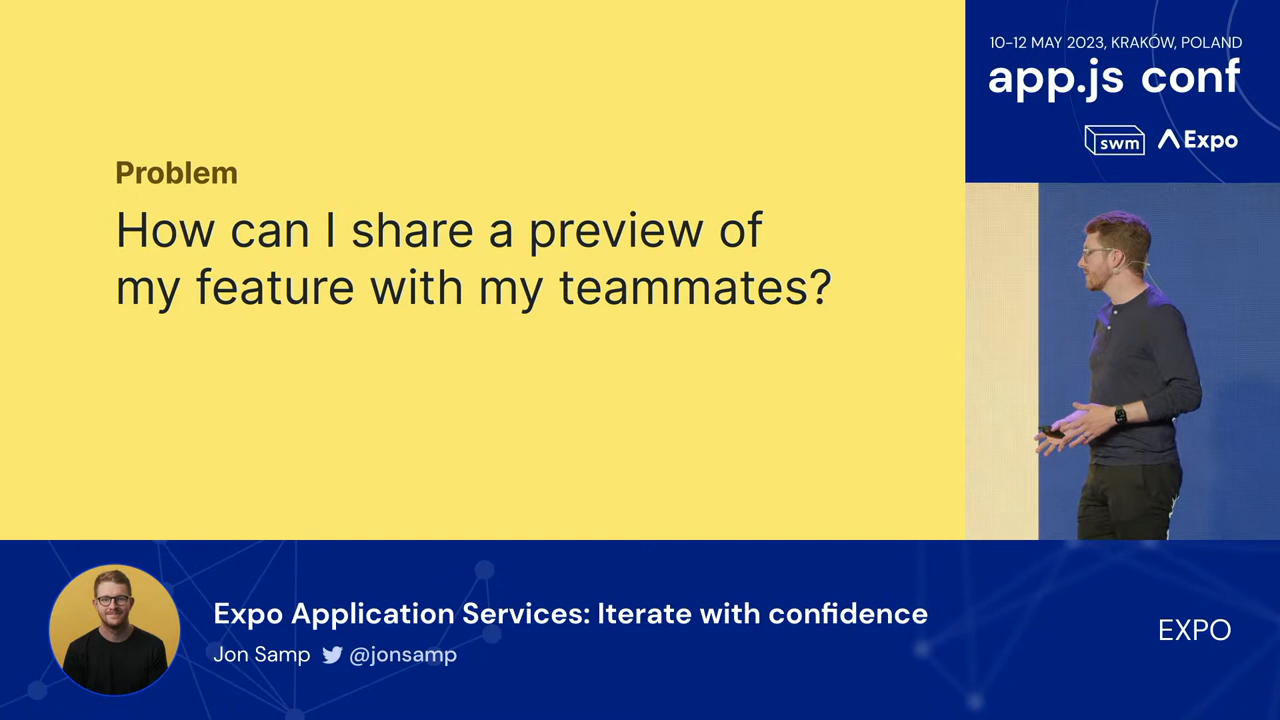 Problem
How can I share a preview of
my feature with my teammates?
10-12 MAY 2023, KRAKÓW, POLAND
app.js conf
swm Expo
Expo Application Services: Iterate with confidence
Jon Samp @jonsamp
EXPO